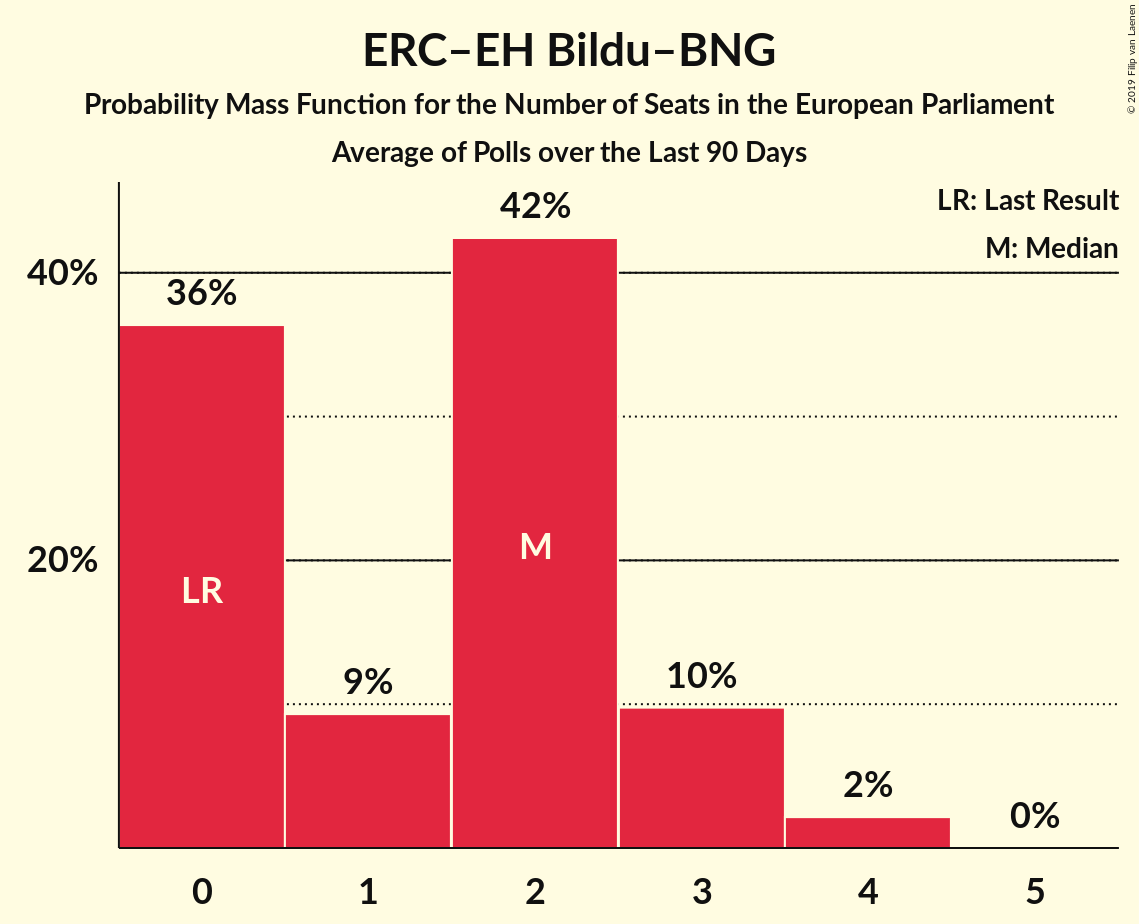 ERC–EH Bildu–BNG
Probability Mass Function for the Number of Seats in the European Parliament
Average of Polls over the Last 90 Days
© 2019 Filip van Laenen
LR: Last Result
M: Median
42%
40%
36%
M
20%
LR
9%
10%
2%
0%
0 1 2 3 4 5